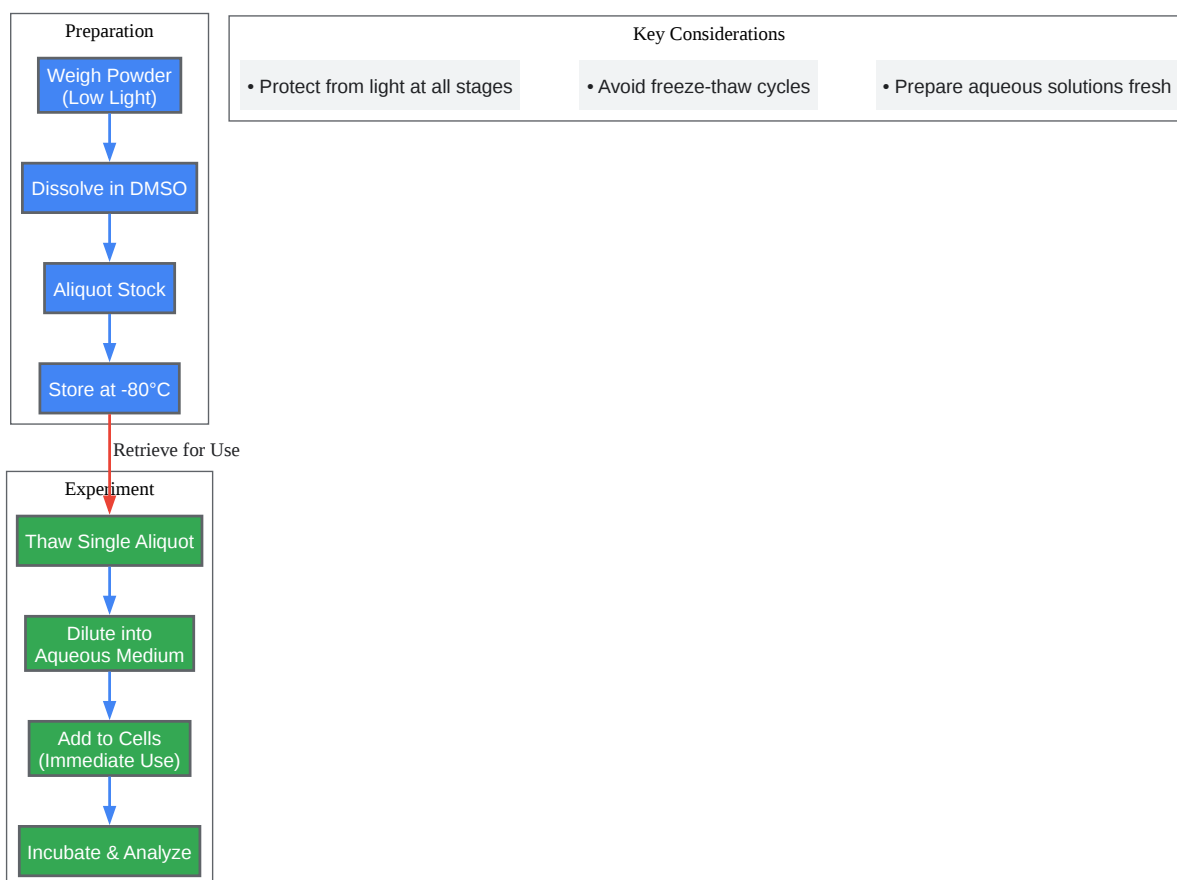 Preparation
Weigh Powder
(Low Light)
Dissolve in DMSO
Aliquot Stock
Store at -80°C
Retrieve for Use
Experiment
Thaw Single Aliquot
Dilute into
Aqueous Medium
Add to Cells
(Immediate Use)
Incubate & Analyze
Key Considerations
• Protect from light at all stages
• Avoid freeze-thaw cycles
• Prepare aqueous solutions fresh